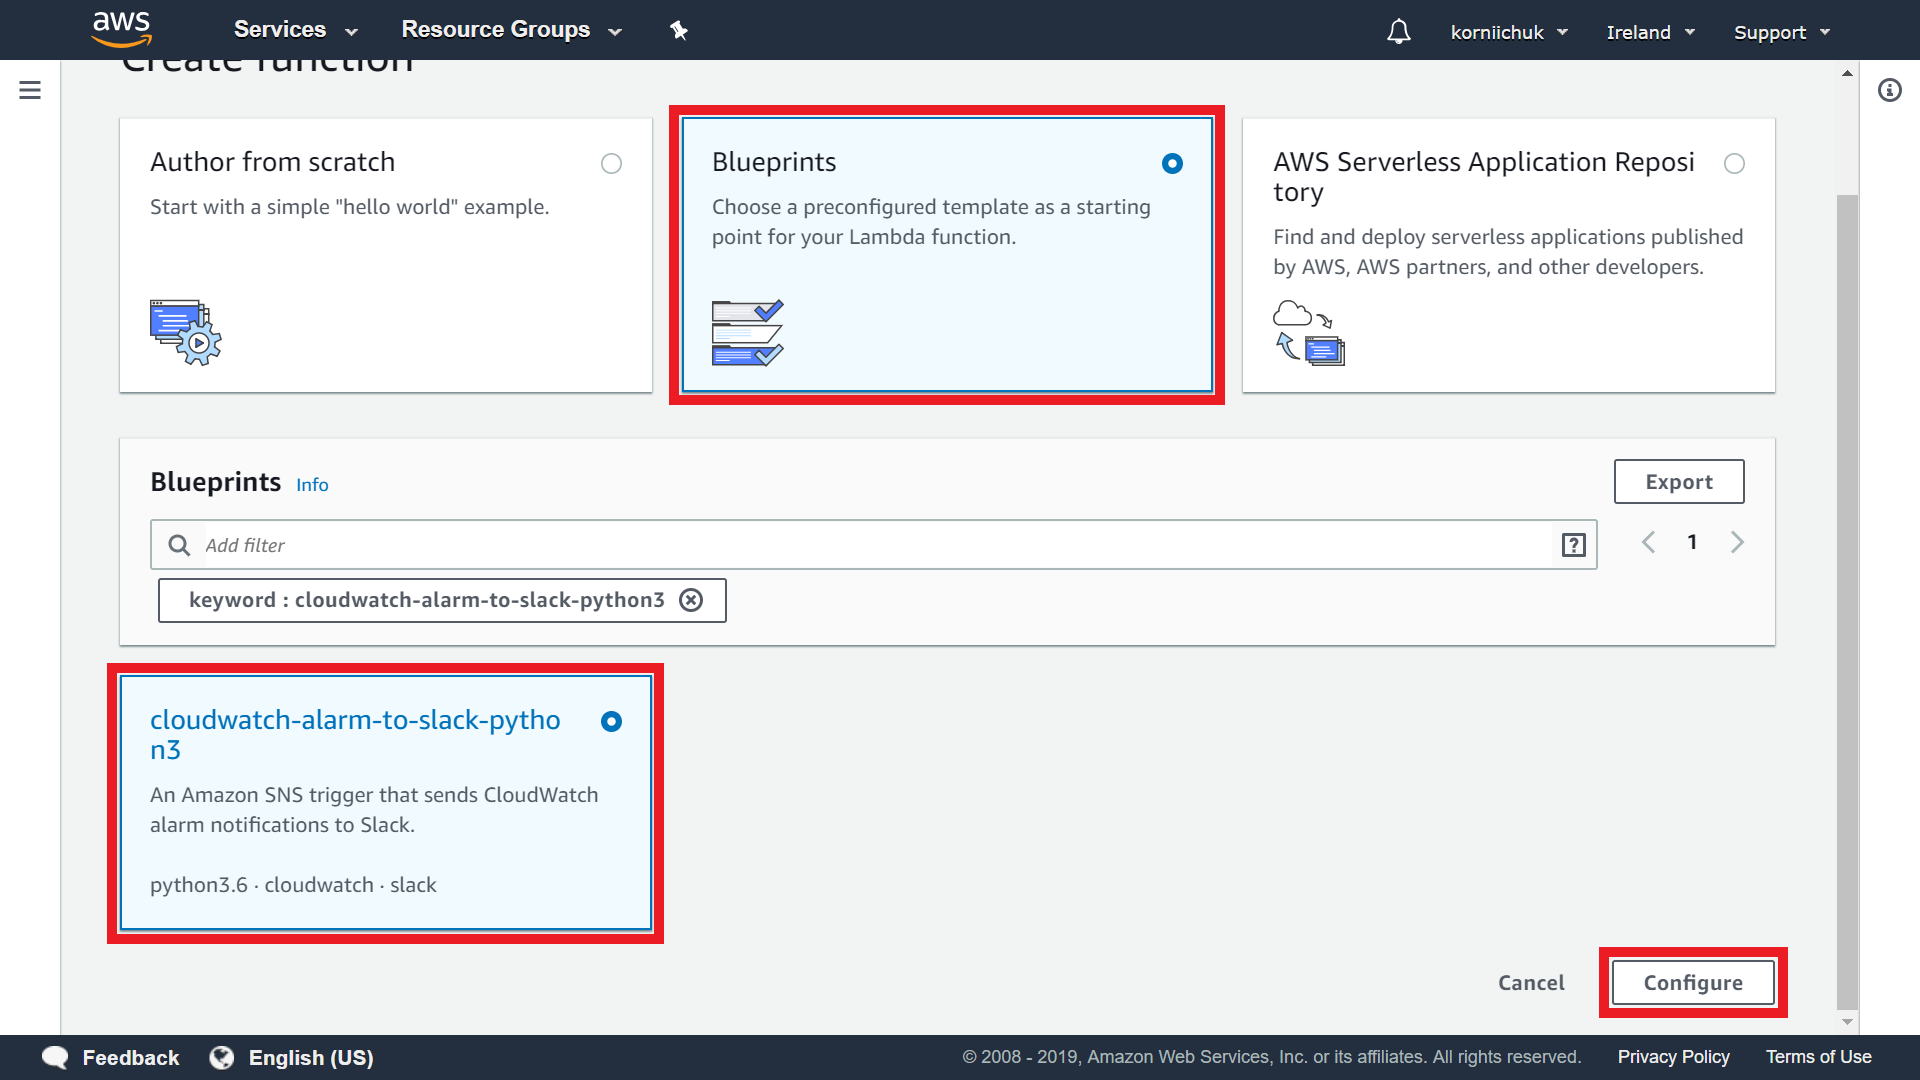 aws
Services
Resource Groups
korniichuk
Ireland
Support
Create function
Author from scratch
Start with a simple "hello world" example.
Blueprints
Choose a preconfigured template as a starting
point for your Lambda function.
AWS Serverless Application Reposi
tory
Find and deploy serverless applications published
by AWS, AWS partners, and other developers.
Blueprints Info
Export
Add filter
1
keyword : cloudwatch-alarm-to-slack-python3
cloudwatch-alarm-to-slack-pytho
n3
An Amazon SNS trigger that sends CloudWatch
alarm notifications to Slack.
python3.6 · cloudwatch · slack
Cancel
Configure
Feedback
English (US)
© 2008 - 2019, Amazon Web Services, Inc. or its affiliates. All rights reserved.
Privacy Policy
Terms of Use